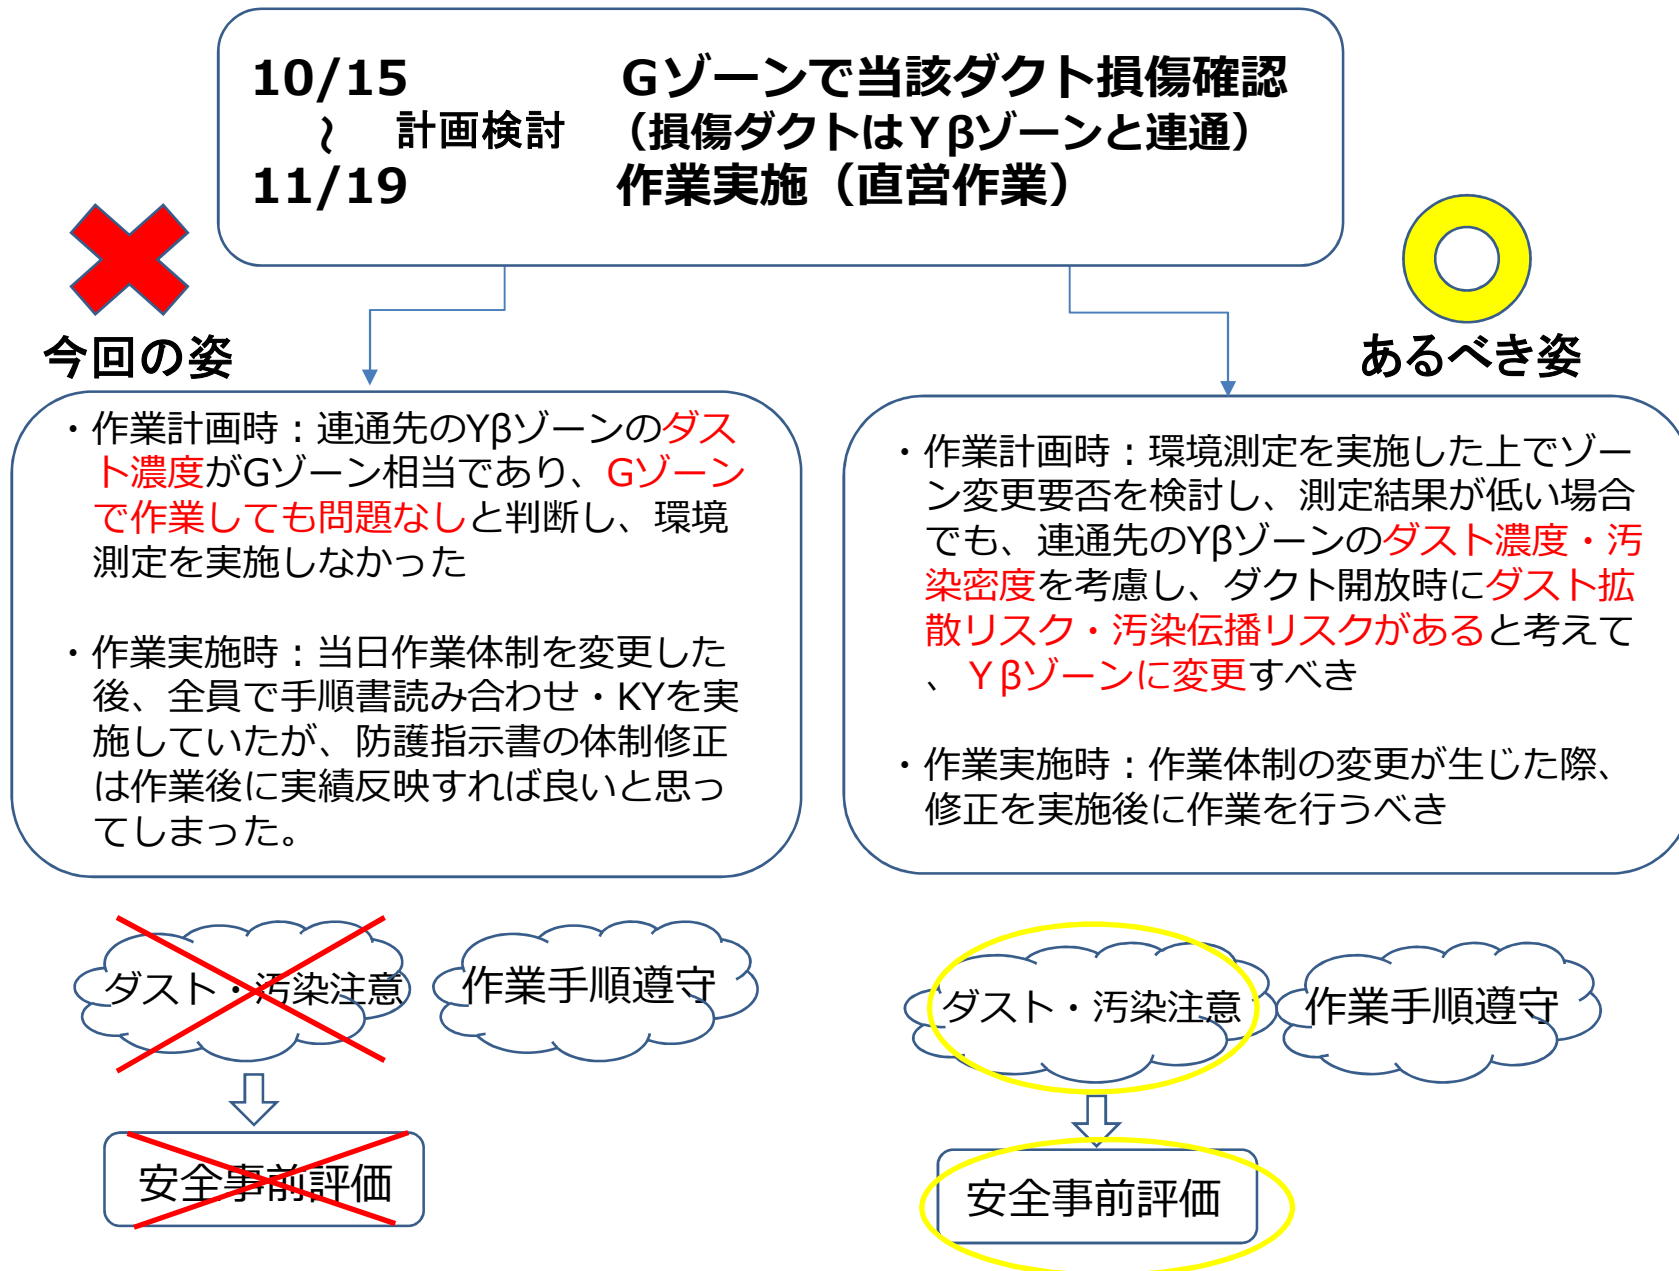 10/15 Gゾーンで当該ダクト損傷確認
~ 計画検討 （損傷ダクトはＹβゾーンと連通）
11/19 作業実施（直営作業）
今回の姿
あるべき姿
・作業計画時：連通先のYβゾーンのダス
ト濃度がGゾーン相当であり、Gゾーン
で作業しても問題なしと判断し、環境
測定を実施しなかった
・作業実施時：当日作業体制を変更した
後、全員で手順書読み合わせ・KYを実
施していたが、防護指示書の体制修正
は作業後に実績反映すれば良いと思っ
てしまった。
・作業計画時：環境測定を実施した上でゾー
ン変更要否を検討し、測定結果が低い場合
でも、連通先のYβゾーンのダスト濃度・汚
染密度を考慮し、ダクト開放時にダスト拡
散リスク・汚染伝播リスクがあると考えて
、Ｙβゾーンに変更すべき
・作業実施時：作業体制の変更が生じた際、
修正を実施後に作業を行うべき
ダスト・汚染注意
作業手順遵守
安全事前評価
ダスト・汚染注意
作業手順遵守
安全事前評価